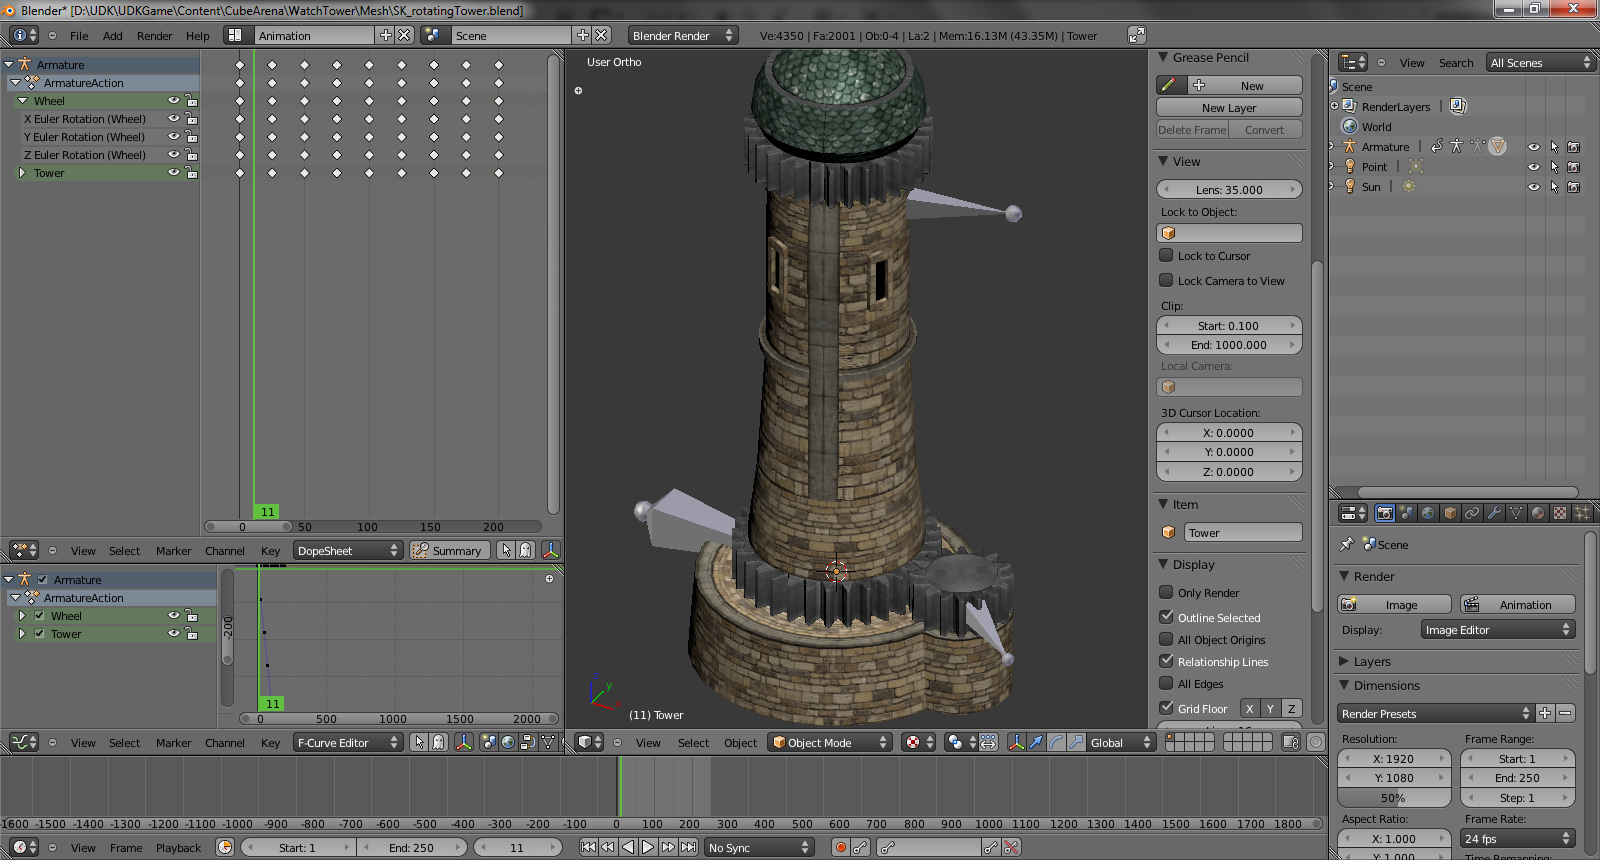 Blender* [D:\UDK\UDKGame\Content\CubeArena\WatchTower\Mesh\SK_rotatingTower.blend]
File Add Render Help Animation Scene Blender Render Ve:4350 | Fa:2001 | Ob:0-4 | La:2 | Mem:16.13M (43.35M) | Tower
Armature
ArmatureAction
Wheel
X Euler Rotation (Wheel)
Y Euler Rotation (Wheel)
Z Euler Rotation (Wheel)
Tower
11
0 50 100 150 200
View Select Marker Channel Key DopeSheet Summary
Armature
ArmatureAction
Wheel
Tower
-200
11
0 500 1000 1500 2000
View Select Marker Channel Key F-Curve Editor
User Ortho
(11) Tower
View Select Object Object Mode Global
Grease Pencil
New
New Layer
Delete Frame Convert
View
Lens: 35.000
Lock to Object:
Lock to Cursor
Lock Camera to View
Clip:
Start: 0.100
End: 1000.000
Local Camera:
3D Cursor Location:
X: 0.0000
Y: 0.0000
Z: 0.0000
Item
Tower
Display
Only Render
Outline Selected
All Object Origins
Relationship Lines
All Edges
Grid Floor X Y Z
View Search All Scenes
Scene
RenderLayers
World
Armature
Point
Sun
Scene
Render
Image Animation
Display: Image Editor
Layers
Dimensions
Render Presets
Resolution: Frame Range:
X: 1920 Start: 1
Y: 1080 End: 250
50% Step: 1
Aspect Ratio: Frame Rate:
X: 1.000 24 fps
Y: 1.000 Time Remapping:
-1600 -1500 -1400 -1300 -1200 -1100 -1000 -900 -800 -700 -600 -500 -400 -300 -200 -100 0 100 200 300 400 500 600 700 800 900 1000 1100 1200 1300 1400 1500 1600 1700 1800
View Frame Playback Start: 1 End: 250 11 No Sync